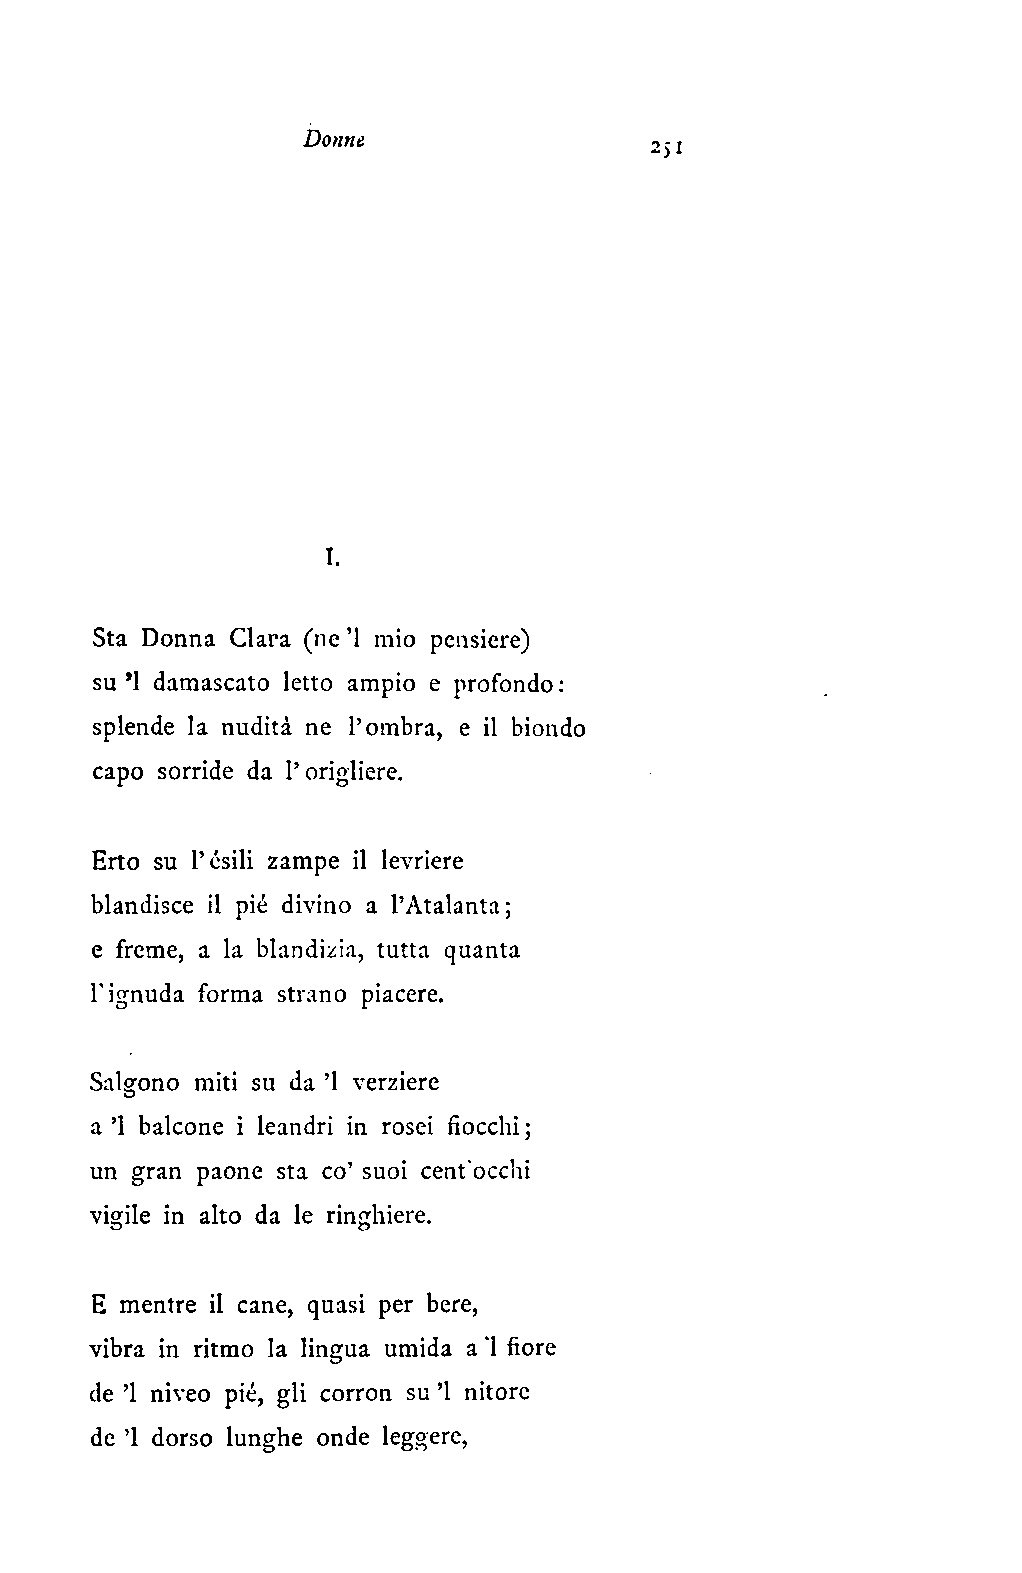 Donne 251
I.
Sta Donna Clara (ne 'l mio pensiere)
su 'l damascato letto ampio e profondo:
splende la nudità ne l'ombra, e il biondo
capo sorride da l'origliere.
Erto su l'ésili zampe il levriere
blandisce il pié divino a l'Atalanta;
e freme, a la blandizia, tutta quanta
l'ignuda forma strano piacere.
Salgono miti su da 'l verziere
a 'l balcone i leandri in rosei fiocchi;
un gran paone sta co' suoi cent'occhi
vigile in alto da le ringhiere.
E mentre il cane, quasi per bere,
vibra in ritmo la lingua umida a 'l fiore
de 'l niveo pié, gli corron su 'l nitore
de 'l dorso lunghe onde leggere,